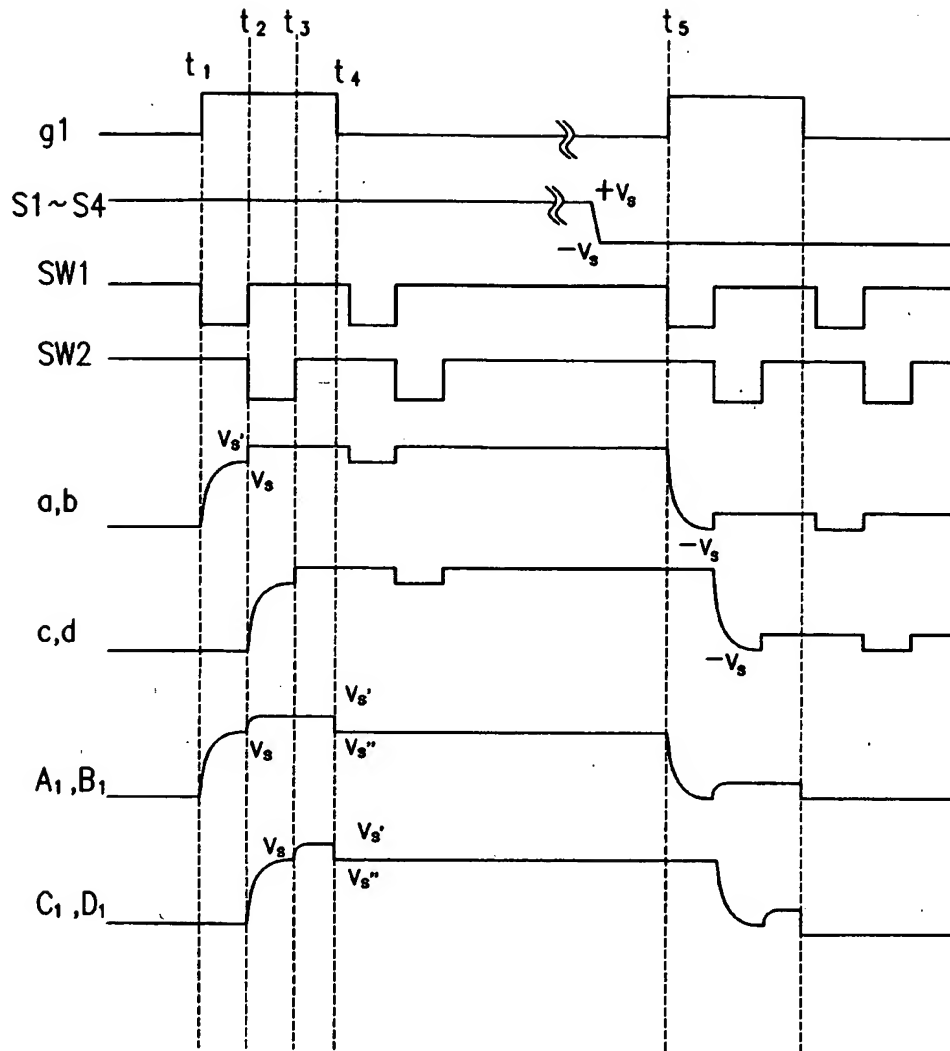 t₂ t₃ t₅
t₁ t₄
g1
S1~S4 +Vs
−Vs
SW1
SW2
Vs'
Vs
a,b
−Vs
c,d
−Vs
Vs'
Vs Vs"
A₁,B₁
Vs Vs'
Vs"
C₁,D₁